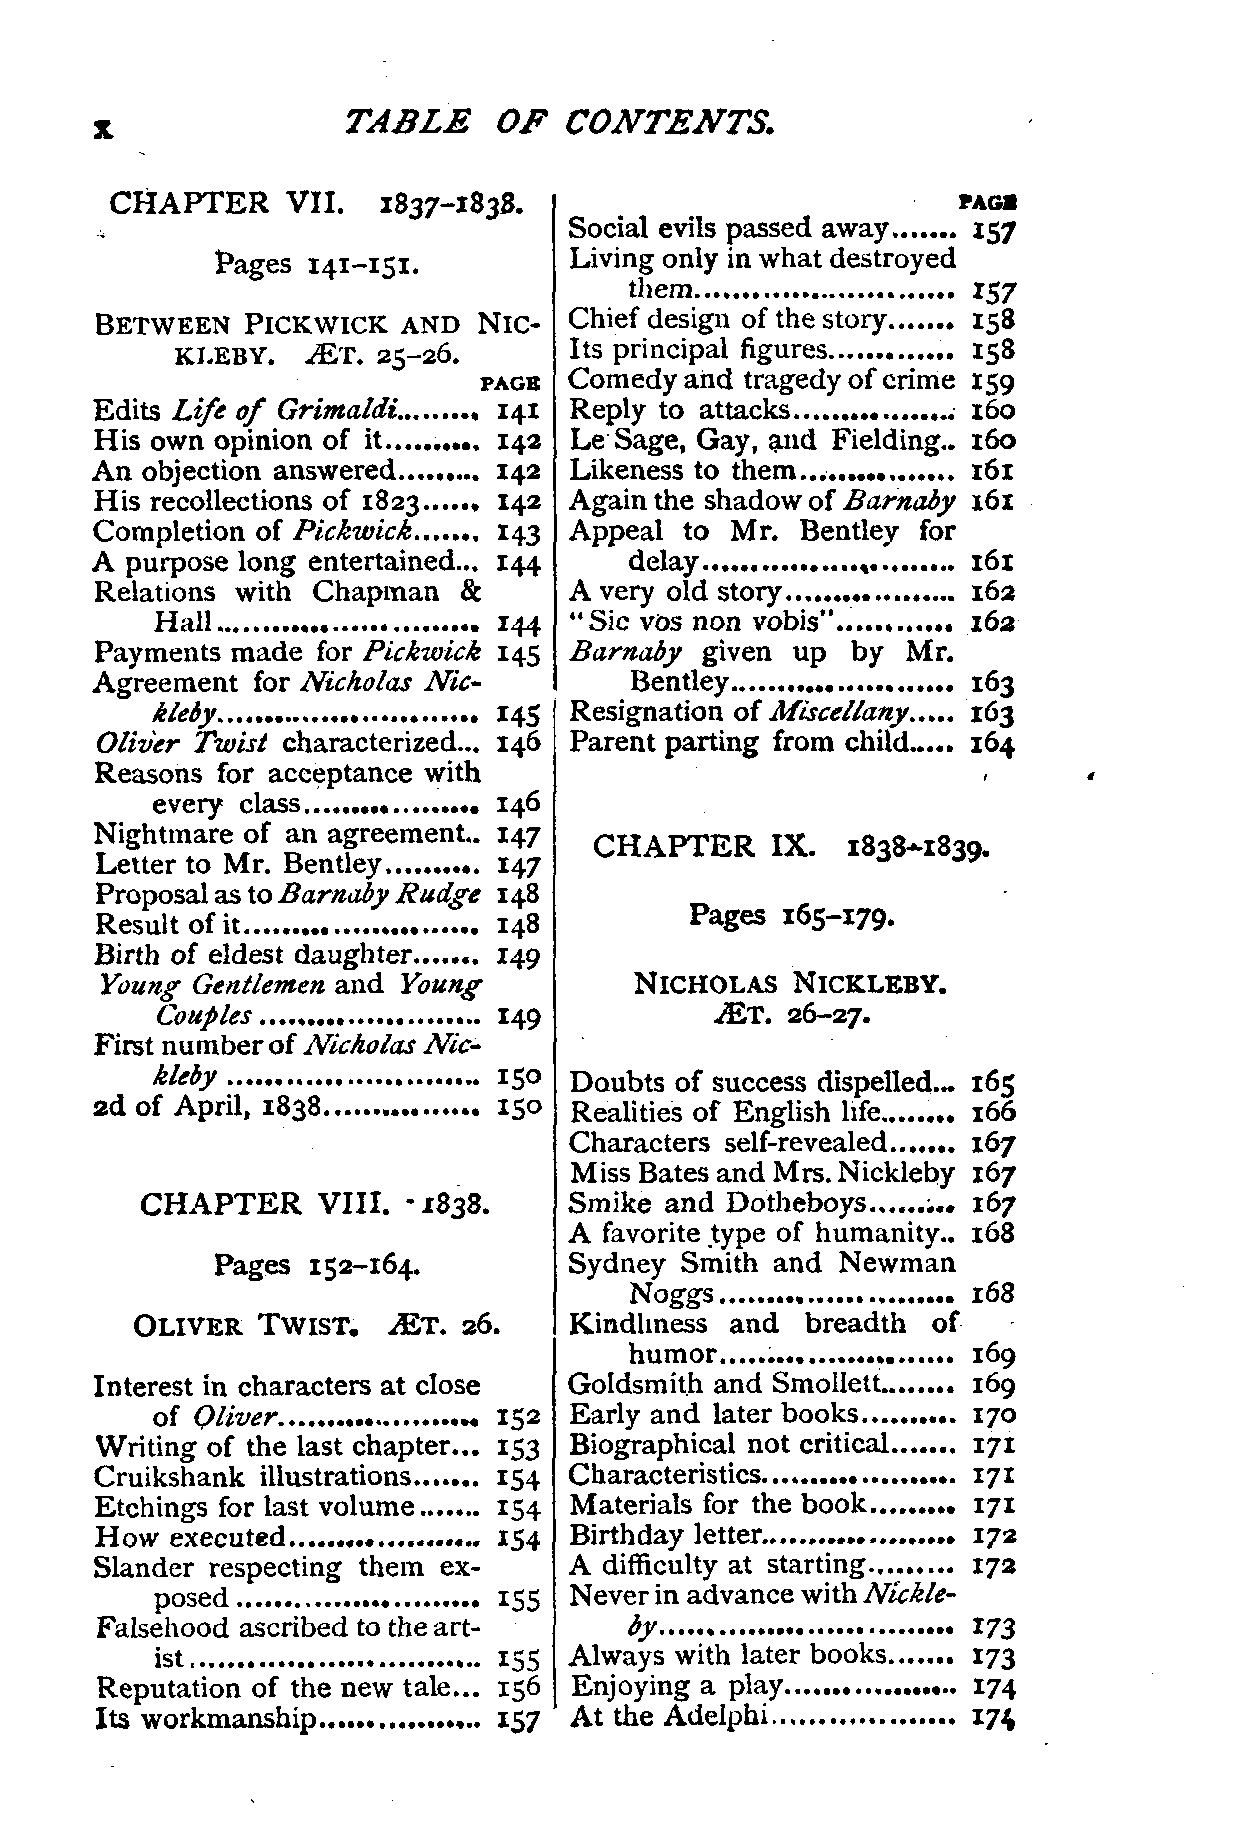 x TABLE OF CONTENTS.
CHAPTER VII. 1837-1838.
Pages 141-151.
BETWEEN PICKWICK AND NIC-
KLEBY. ÆT. 25-26.
PAGE
Edits Life of Grimaldi......... 141
His own opinion of it.......... 142
An objection answered......... 142
His recollections of 1823...... 142
Completion of Pickwick....... 143
A purpose long entertained... 144
Relations with Chapman &
Hall........................... 144
Payments made for Pickwick 145
Agreement for Nicholas Nic-
kleby........................... 145
Oliver Twist characterized... 146
Reasons for acceptance with
every class.................. 146
Nightmare of an agreement.. 147
Letter to Mr. Bentley.......... 147
Proposal as to Barnaby Rudge 148
Result of it........................ 148
Birth of eldest daughter....... 149
Young Gentlemen and Young
Couples ....................... 149
First number of Nicholas Nic-
kleby .......................... 150
2d of April, 1838................ 150
CHAPTER VIII. 1838.
Pages 152-164.
OLIVER TWIST. ÆT. 26.
Interest in characters at close
of Oliver..................... 152
Writing of the last chapter... 153
Cruikshank illustrations....... 154
Etchings for last volume....... 154
How executed.................... 154
Slander respecting them ex-
posed ......................... 155
Falsehood ascribed to the art-
ist.............................. 155
Reputation of the new tale... 156
Its workmanship................. 157
PAGE
Social evils passed away....... 157
Living only in what destroyed
them........................... 157
Chief design of the story....... 158
Its principal figures............. 158
Comedy and tragedy of crime 159
Reply to attacks................. 160
Le Sage, Gay, and Fielding.. 160
Likeness to them................ 161
Again the shadow of Barnaby 161
Appeal to Mr. Bentley for
delay.......................... 161
A very old story.................. 162
"Sic vos non vobis"............ 162
Barnaby given up by Mr.
Bentley....................... 163
Resignation of Miscellany..... 163
Parent parting from child..... 164
CHAPTER IX. 1838-1839.
Pages 165-179.
NICHOLAS NICKLEBY.
ÆT. 26-27.
Doubts of success dispelled... 165
Realities of English life........ 166
Characters self-revealed....... 167
Miss Bates and Mrs. Nickleby 167
Smike and Dotheboys......... 167
A favorite type of humanity.. 168
Sydney Smith and Newman
Noggs........................ 168
Kindliness and breadth of
humor........................ 169
Goldsmith and Smollett........ 169
Early and later books.......... 170
Biographical not critical....... 171
Characteristics.................... 171
Materials for the book......... 171
Birthday letter.................... 172
A difficulty at starting......... 172
Never in advance with Nickle-
by.............................. 173
Always with later books....... 173
Enjoying a play.................. 174
At the Adelphi................... 174